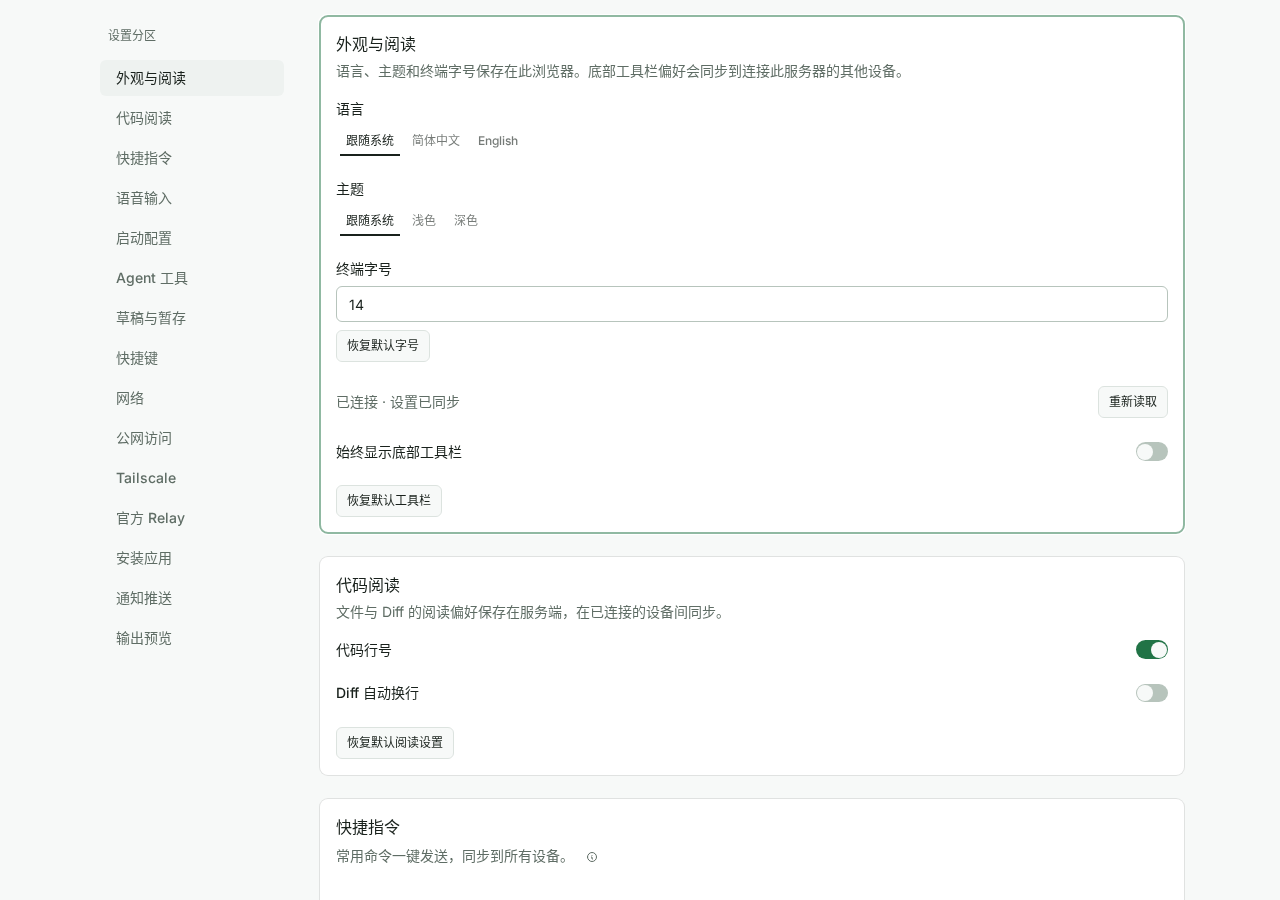 设置分区
外观与阅读
代码阅读
快捷指令
语音输入
启动配置
Agent 工具
草稿与暂存
快捷键
网络
公网访问
Tailscale
官方 Relay
安装应用
通知推送
输出预览
外观与阅读
语言、主题和终端字号保存在此浏览器。底部工具栏偏好会同步到连接此服务器的其他设备。
语言
跟随系统 简体中文 English
主题
跟随系统 浅色 深色
终端字号
14
恢复默认字号
已连接 · 设置已同步 重新读取
始终显示底部工具栏
恢复默认工具栏
代码阅读
文件与 Diff 的阅读偏好保存在服务端，在已连接的设备间同步。
代码行号
Diff 自动换行
恢复默认阅读设置
快捷指令
常用命令一键发送，同步到所有设备。